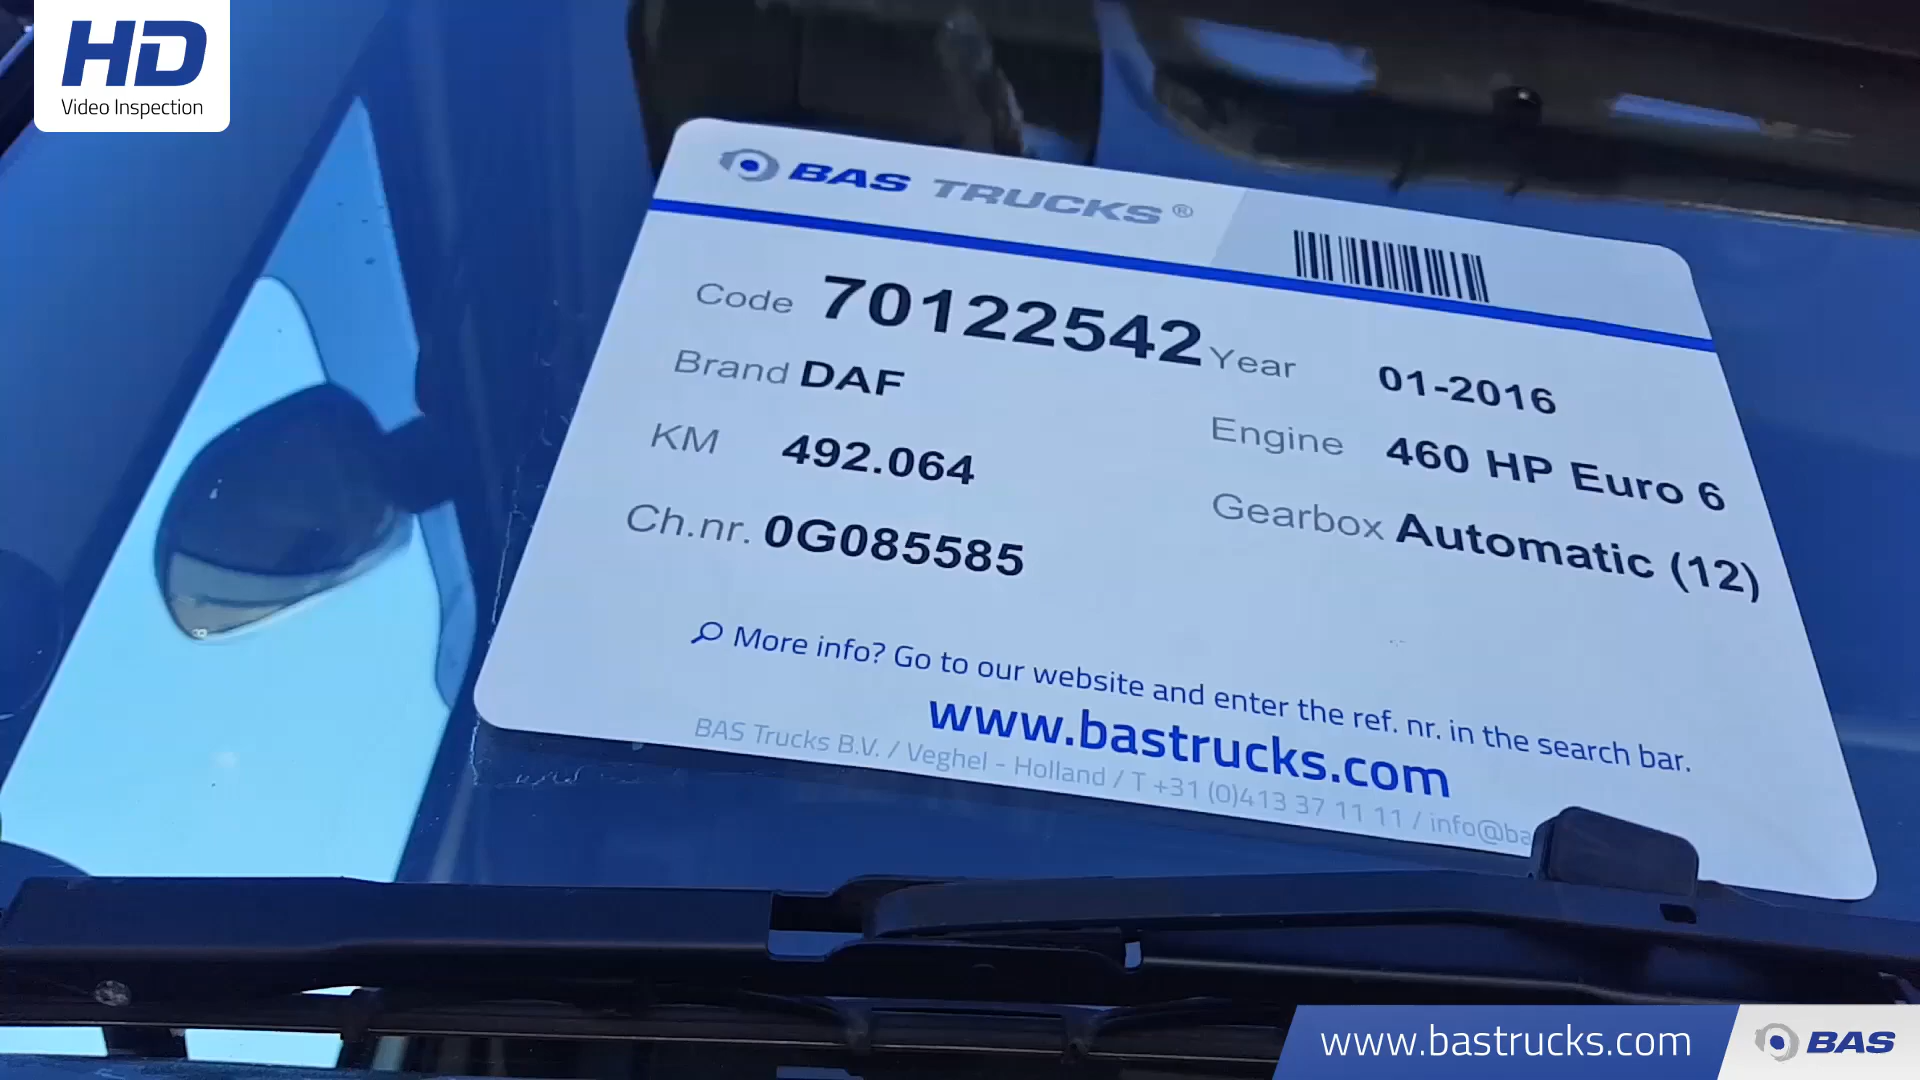 HD
Video Inspection
BAS TRUCKS®
Code 70122542
Year 01-2016
Brand DAF
Engine 460 HP Euro 6
KM 492.064
Gearbox Automatic (12)
Ch.nr. 0G085585
More info? Go to our website and enter the ref. nr. in the search bar.
www.bastrucks.com
BAS Trucks B.V. / Veghel - Holland / T +31 (0)413 37 11 11 / info@ba
www.bastrucks.com
BAS